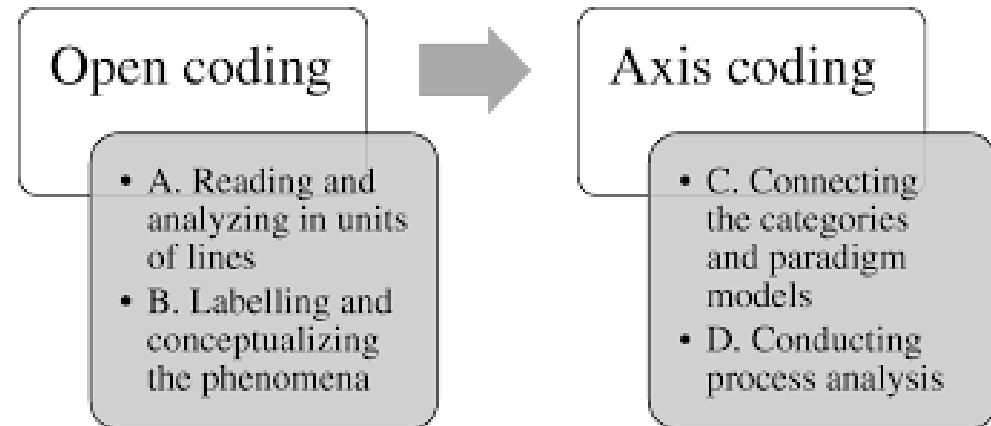 Open coding
• A. Reading and
analyzing in units
of lines
• B. Labelling and
conceptualizing
the phenomena
Axis coding
• C. Connecting
the categories
and paradigm
models
• D. Conducting
process analysis